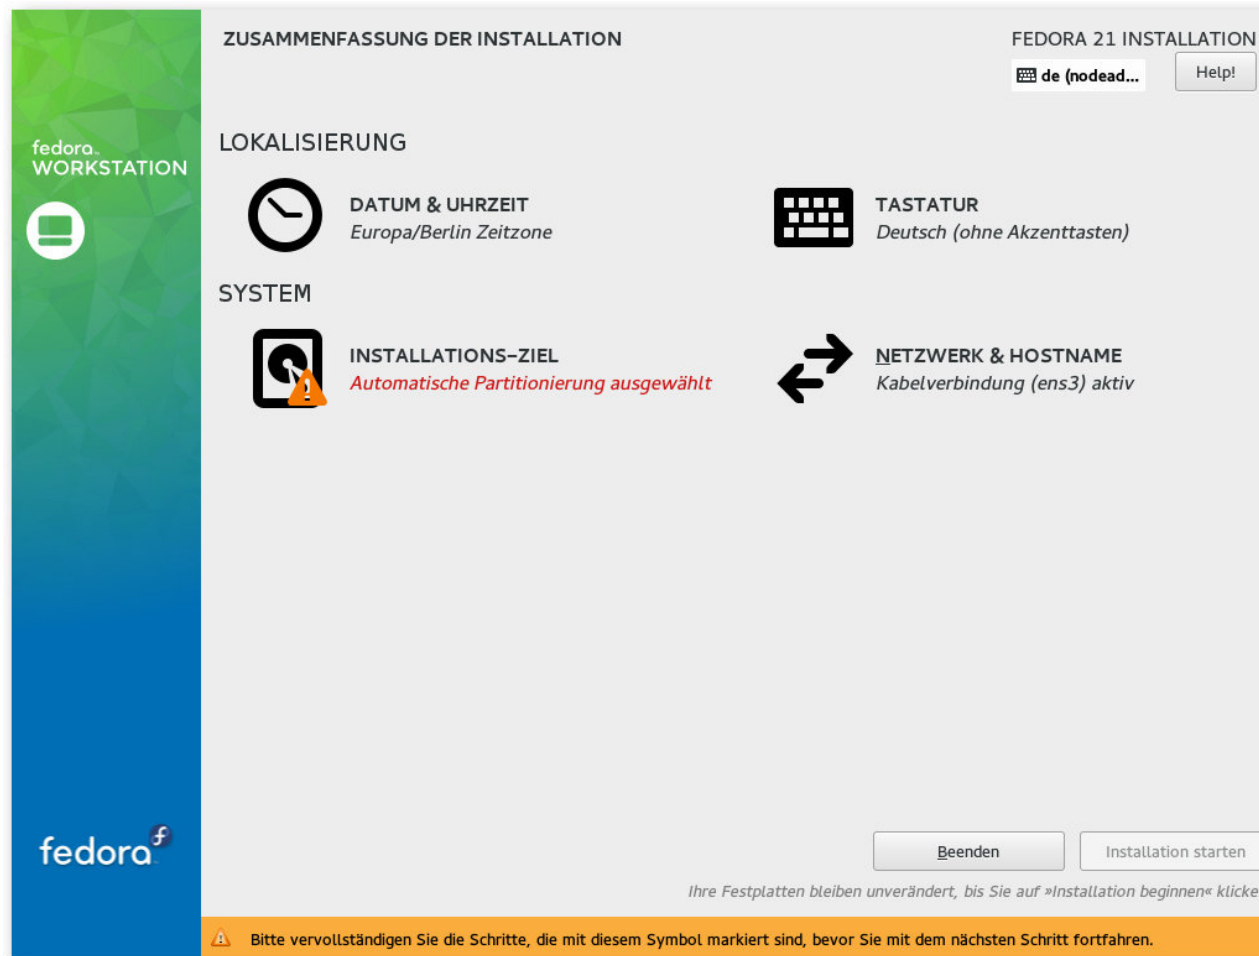 ZUSAMMENFASSUNG DER INSTALLATION
FEDORA 21 INSTALLATION
de (nodead...
Help!
fedora
WORKSTATION
LOKALISIERUNG
DATUM & UHRZEIT
Europa/Berlin Zeitzone
TASTATUR
Deutsch (ohne Akzenttasten)
SYSTEM
INSTALLATIONS-ZIEL
Automatische Partitionierung ausgewählt
NETZWERK & HOSTNAME
Kabelverbindung (ens3) aktiv
fedora
Beenden
Installation starten
Ihre Festplatten bleiben unverändert, bis Sie auf »Installation beginnen« klicke
Bitte vervollständigen Sie die Schritte, die mit diesem Symbol markiert sind, bevor Sie mit dem nächsten Schritt fortfahren.